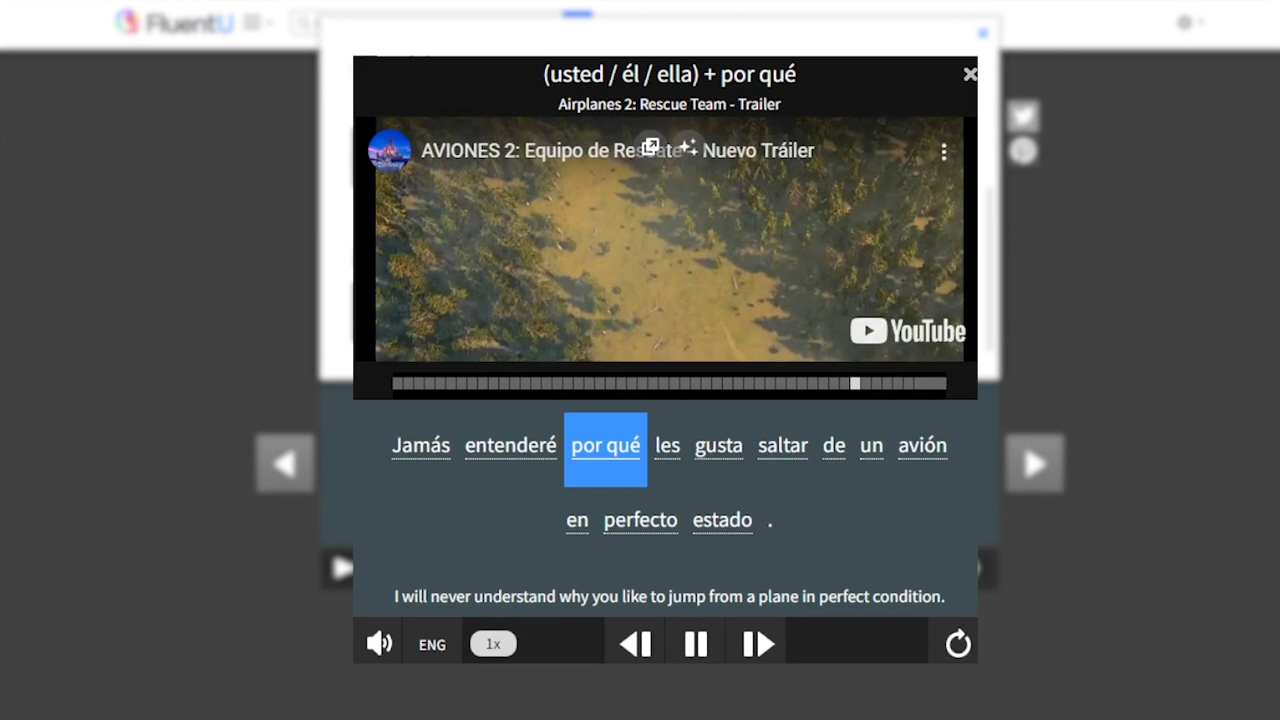 FluentU
(usted / él / ella) + por qué
Airplanes 2: Rescue Team - Trailer
AVIONES 2: Equipo de Rescate - Nuevo Tráiler
YouTube
Jamás entenderé por qué les gusta saltar de un avión
en perfecto estado .
I will never understand why you like to jump from a plane in perfect condition.
ENG
1x